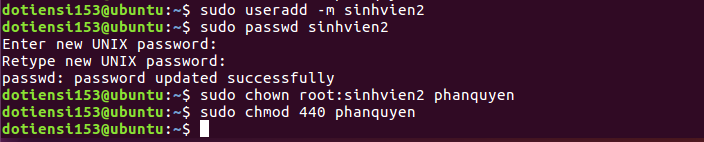 dotiensi153@ubuntu:~$ sudo useradd -m sinhvien2
dotiensi153@ubuntu:~$ sudo passwd sinhvien2
Enter new UNIX password:
Retype new UNIX password:
passwd: password updated successfully
dotiensi153@ubuntu:~$ sudo chown root:sinhvien2 phanquyen
dotiensi153@ubuntu:~$ sudo chmod 440 phanquyen
dotiensi153@ubuntu:~$